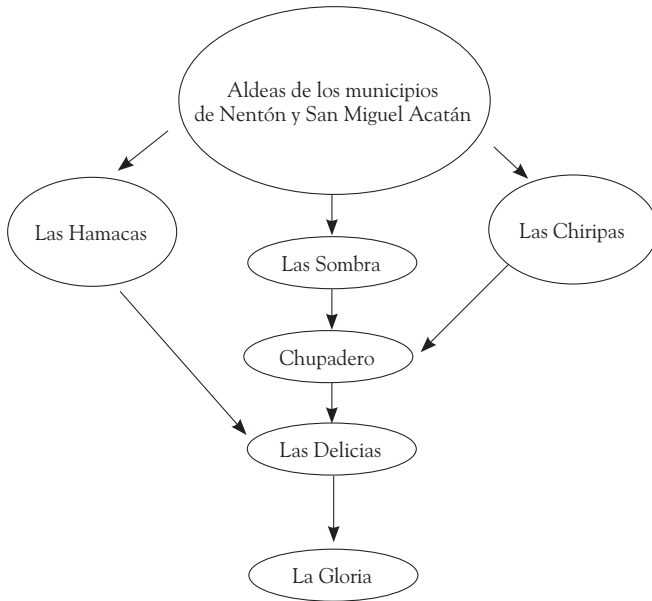 Aldeas de los municipios
de Nentón y San Miguel Acatán
Las Hamacas
Las Chiripas
Las Sombra
Chupadero
Las Delicias
La Gloria